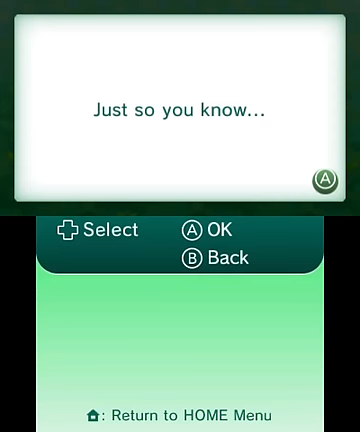 Just so you know...
A
Select
A OK
B Back
: Return to HOME Menu